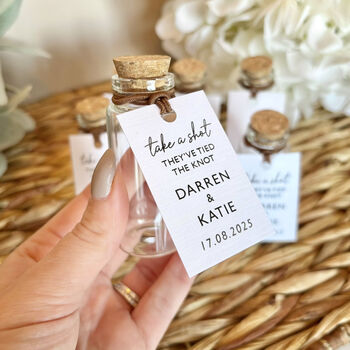 take a shot
THEY'VE TIED
THE KNOT
DARREN
&
KATIE
17.08.2025